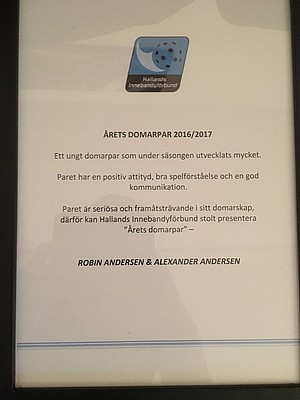 Hallands
Innebandyförbund
ÅRETS DOMARPAR 2016/2017
Ett ungt domarpar som under säsongen utvecklats mycket.
Paret har en positiv attityd, bra spelförståelse och en god
kommunikation.
Paret är seriösa och framåtsträvande i sitt domarskap,
därför kan Hallands Innebandyförbund stolt presentera
"Årets domarpar" –
ROBIN ANDERSEN & ALEXANDER ANDERSEN